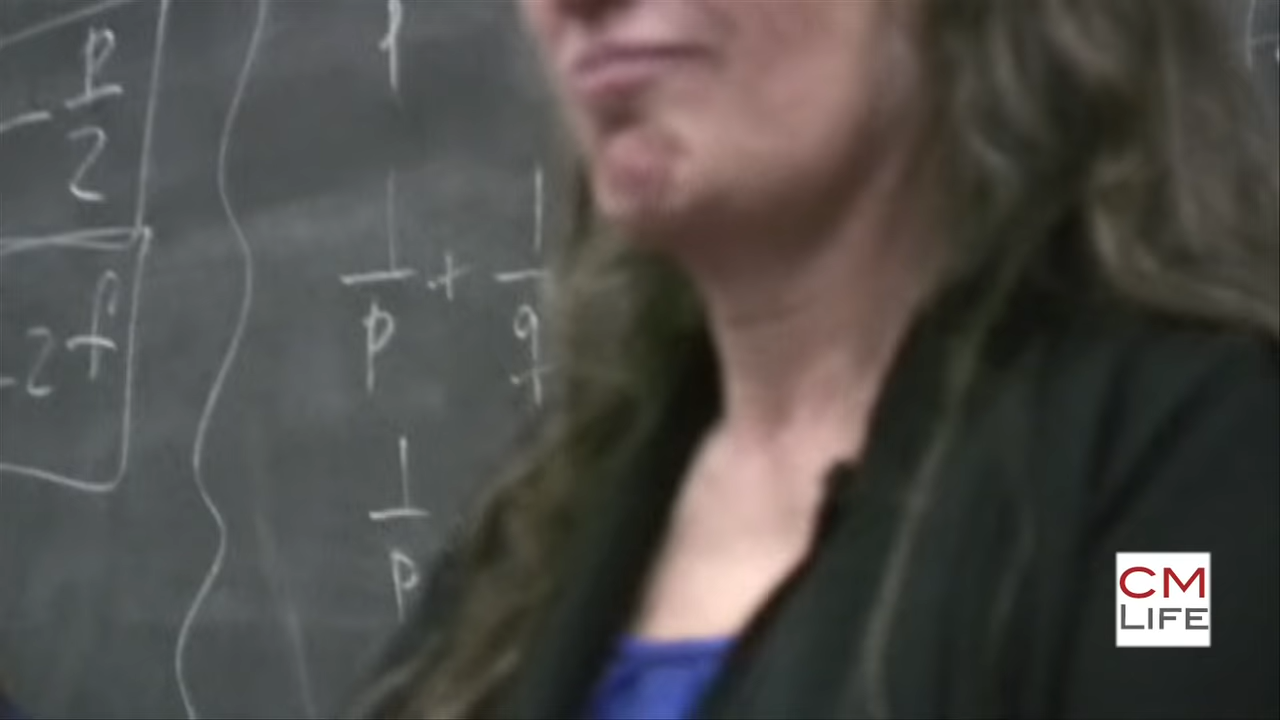 - p/2
-2f
1/p + 1/q
1/p
CM
LIFE